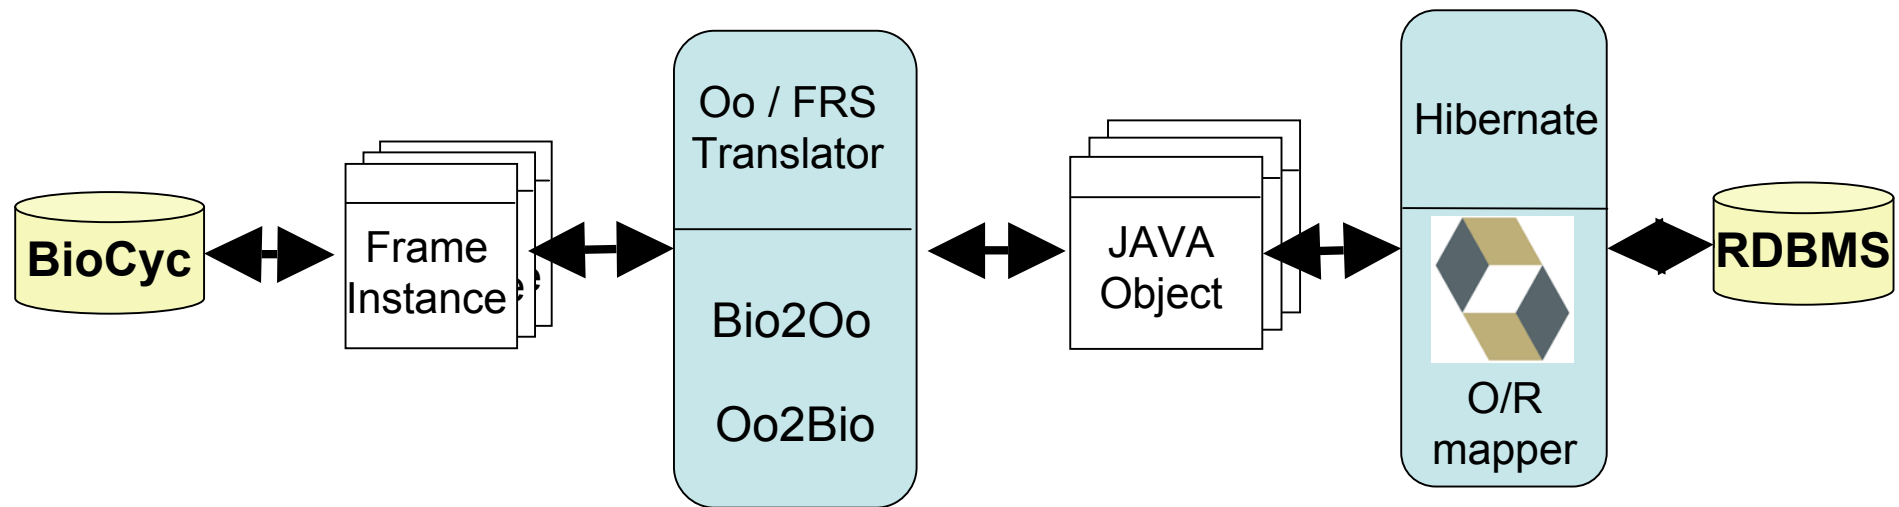 BioCyc
Frame
Instance
Oo / FRS
Translator
Bio2Oo
Oo2Bio
JAVA
Object
Hibernate
O/R
mapper
RDBMS